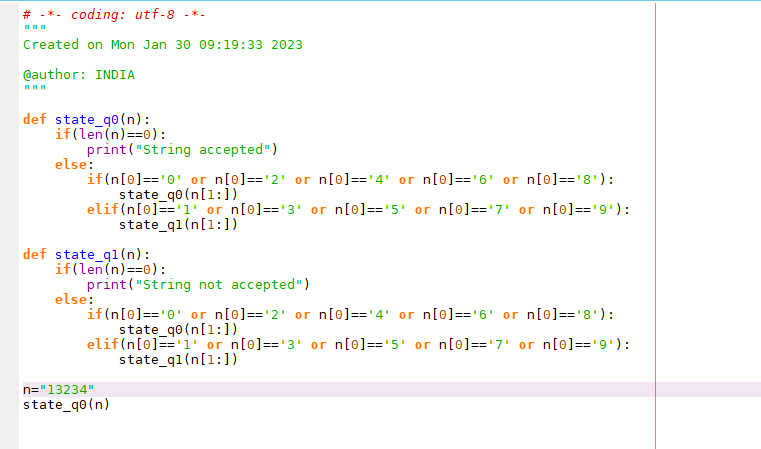 # -*- coding: utf-8 -*-
"""
Created on Mon Jan 30 09:19:33 2023

@author: INDIA
"""

def state_q0(n):
    if(len(n)==0):
        print("String accepted")
    else:
        if(n[0]=='0' or n[0]=='2' or n[0]=='4' or n[0]=='6' or n[0]=='8'):
            state_q0(n[1:])
        elif(n[0]=='1' or n[0]=='3' or n[0]=='5' or n[0]=='7' or n[0]=='9'):
            state_q1(n[1:])

def state_q1(n):
    if(len(n)==0):
        print("String not accepted")
    else:
        if(n[0]=='0' or n[0]=='2' or n[0]=='4' or n[0]=='6' or n[0]=='8'):
            state_q0(n[1:])
        elif(n[0]=='1' or n[0]=='3' or n[0]=='5' or n[0]=='7' or n[0]=='9'):
            state_q1(n[1:])

n="13234"
state_q0(n)